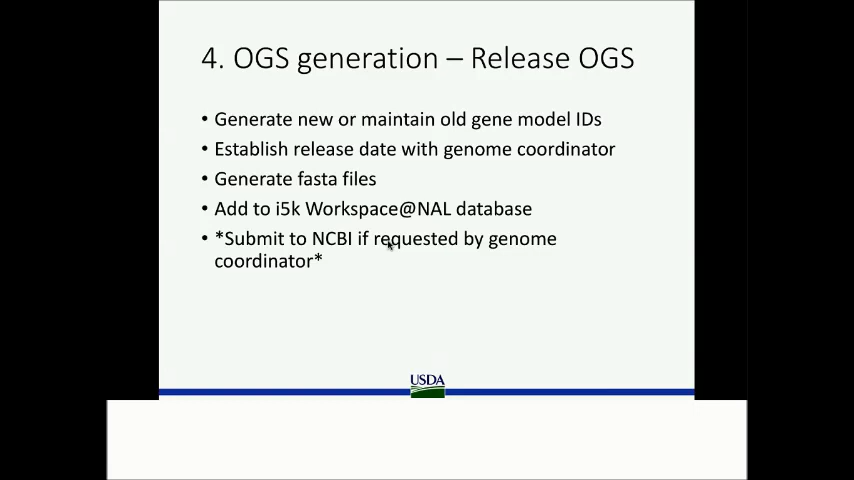 4. OGS generation – Release OGS
• Generate new or maintain old gene model IDs
• Establish release date with genome coordinator
• Generate fasta files
• Add to i5k Workspace@NAL database
• *Submit to NCBI if requested by genome
coordinator*
USDA